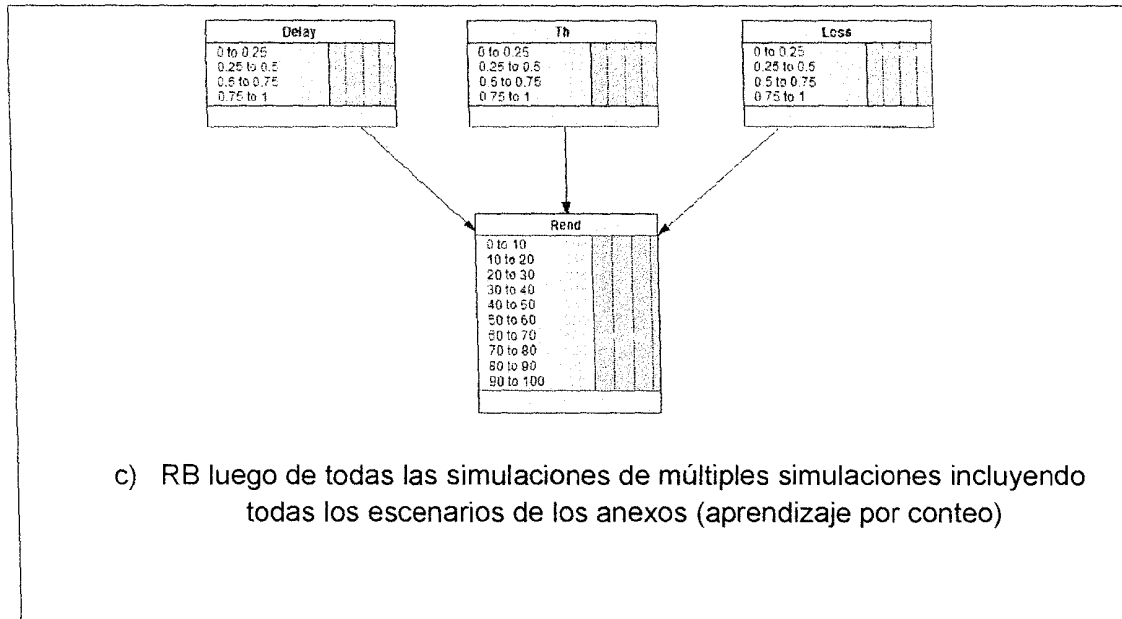 Delay
0 to 0.25
0.25 to 0.5
0.5 to 0.75
0.75 to 1
Th
0 to 0.25
0.25 to 0.5
0.5 to 0.75
0.75 to 1
Loss
0 to 0.25
0.25 to 0.5
0.5 to 0.75
0.75 to 1
Rend
0 to 10
10 to 20
20 to 30
30 to 40
40 to 50
50 to 60
60 to 70
70 to 80
80 to 90
90 to 100
c) RB luego de todas las simulaciones de múltiples simulaciones incluyendo
todas los escenarios de los anexos (aprendizaje por conteo)